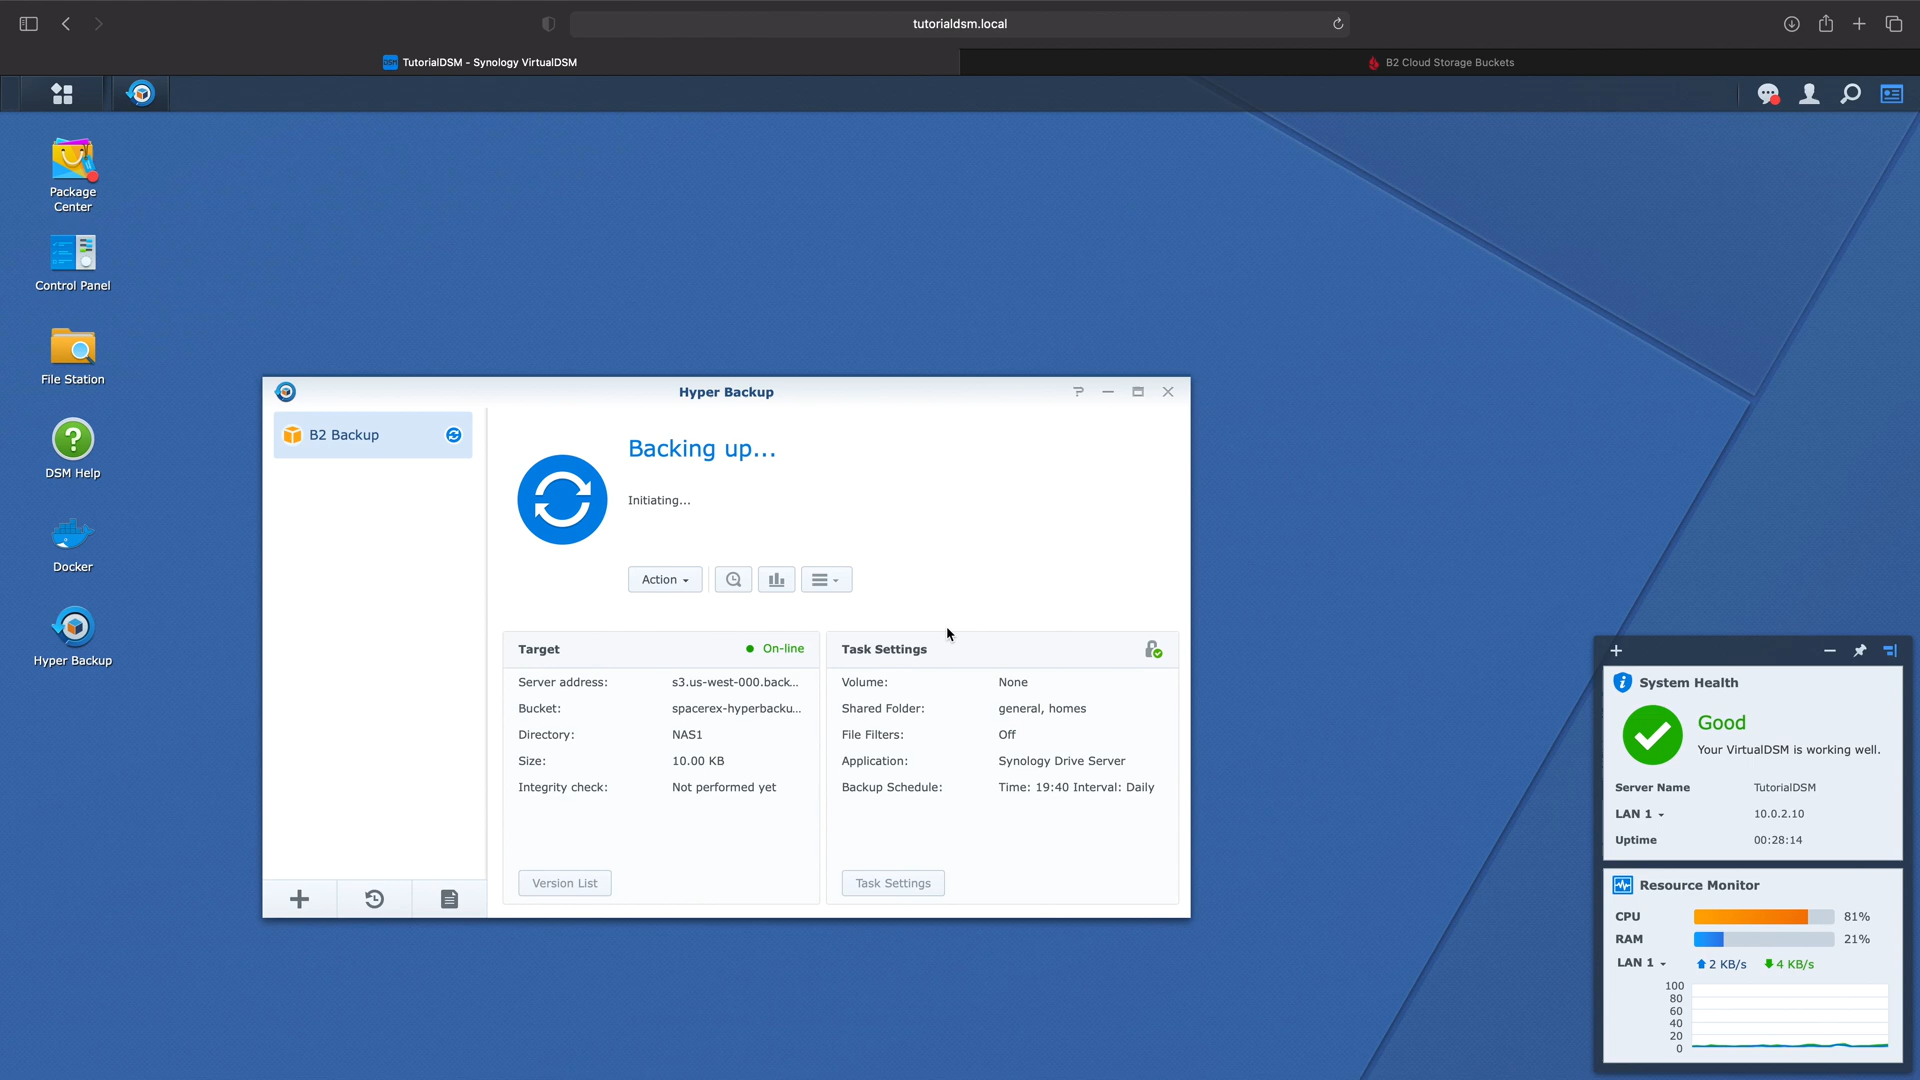 tutorialdsm.local
DSM TutorialDSM - Synology VirtualDSM
B2 Cloud Storage Buckets
Package
Center
Control Panel
File Station
DSM Help
Docker
Hyper Backup
Hyper Backup
B2 Backup
Backing up...
Initiating...
Action
Target
On-line
Server address: s3.us-west-000.back...
Bucket: spacerex-hyperbacku...
Directory: NAS1
Size: 10.00 KB
Integrity check: Not performed yet
Version List
Task Settings
Volume: None
Shared Folder: general, homes
File Filters: Off
Application: Synology Drive Server
Backup Schedule: Time: 19:40 Interval: Daily
Task Settings
System Health
Good
Your VirtualDSM is working well.
Server Name TutorialDSM
LAN 1 10.0.2.10
Uptime 00:28:14
Resource Monitor
CPU 81%
RAM 21%
LAN 1 2 KB/s 4 KB/s
100
80
60
40
20
0